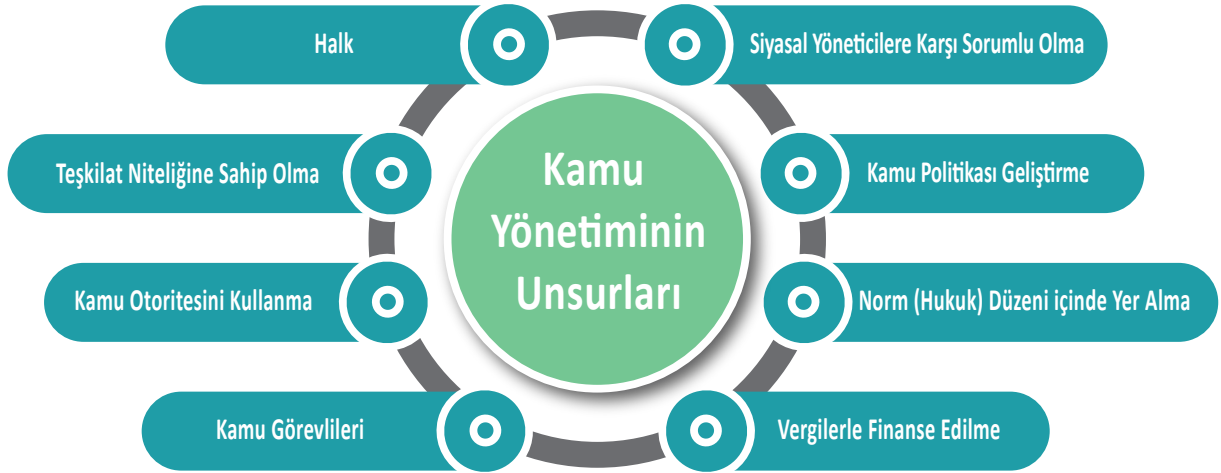 Halk
Siyasal Yöneticilere Karşı Sorumlu Olma
Teşkilat Niteliğine Sahip Olma
Kamu Politikası Geliştirme
Kamu
Yönetiminin
Unsurları
Kamu Otoritesini Kullanma
Norm (Hukuk) Düzeni içinde Yer Alma
Kamu Görevlileri
Vergilerle Finanse Edilme